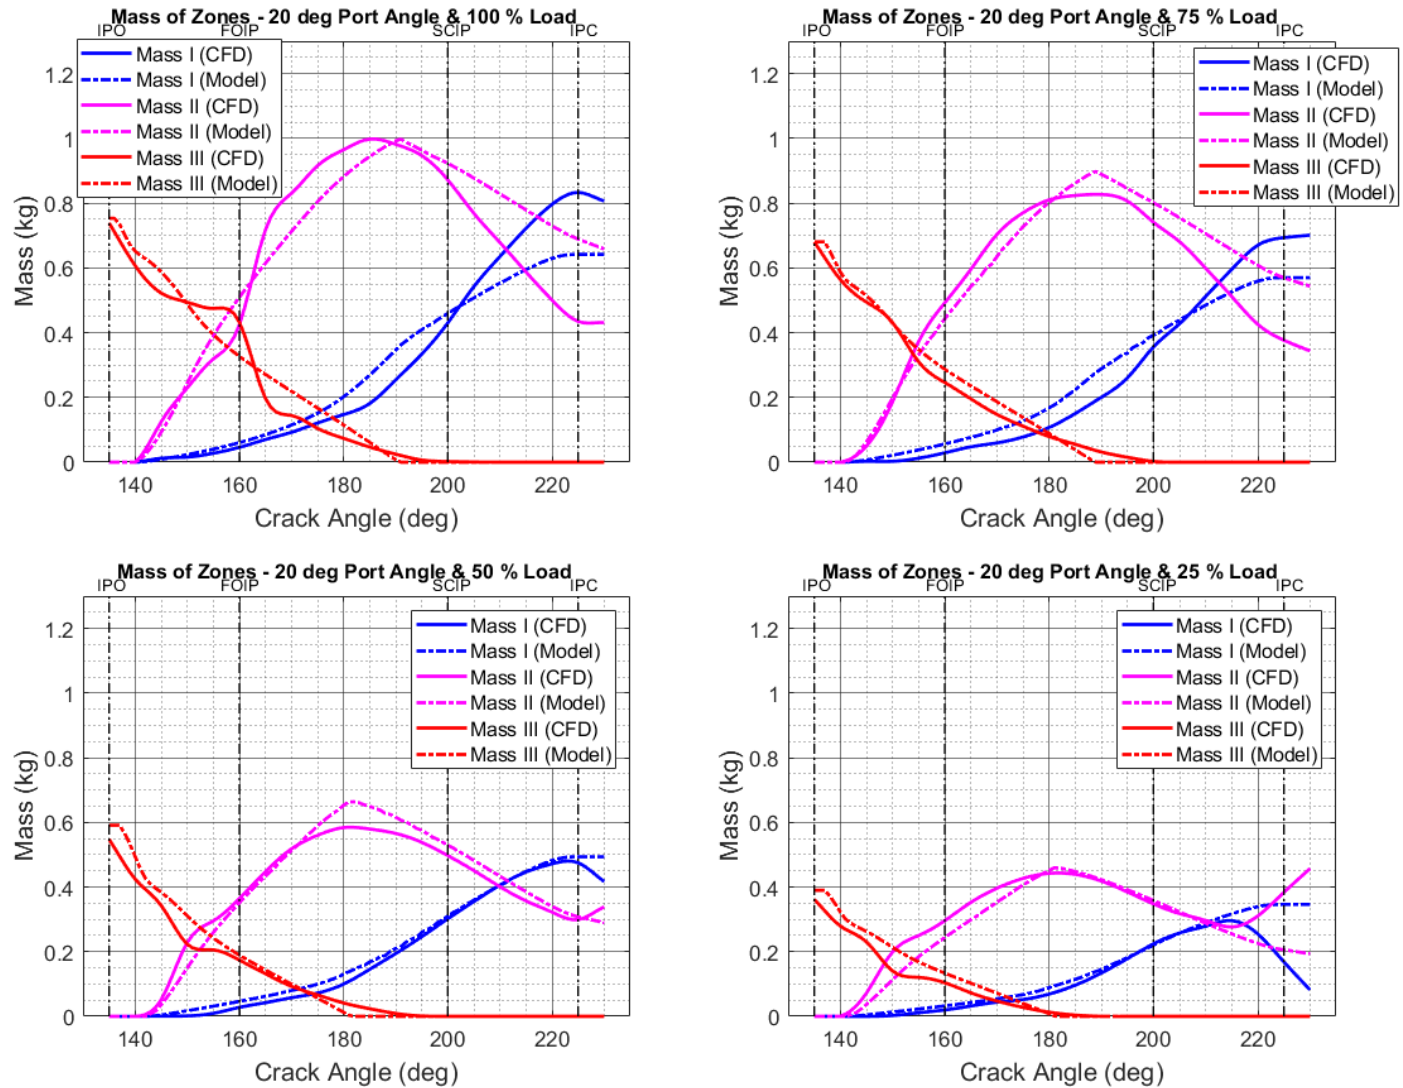 Mass of Zones - 20 deg Port Angle & 100 % Load
IPO FOIP SCIP IPC
Mass I (CFD)
Mass I (Model)
Mass II (CFD)
Mass II (Model)
Mass III (CFD)
Mass III (Model)
1.2
1
0.8
0.6
0.4
0.2
0
Mass (kg)
140 160 180 200 220
Crack Angle (deg)
Mass of Zones - 20 deg Port Angle & 75 % Load
IPO FOIP SCIP IPC
Mass I (CFD)
Mass I (Model)
Mass II (CFD)
Mass II (Model)
Mass III (CFD)
Mass III (Model)
1.2
1
0.8
0.6
0.4
0.2
0
Mass (kg)
140 160 180 200 220
Crack Angle (deg)
Mass of Zones - 20 deg Port Angle & 50 % Load
IPO FOIP SCIP IPC
Mass I (CFD)
Mass I (Model)
Mass II (CFD)
Mass II (Model)
Mass III (CFD)
Mass III (Model)
1.2
1
0.8
0.6
0.4
0.2
0
Mass (kg)
140 160 180 200 220
Crack Angle (deg)
Mass of Zones - 20 deg Port Angle & 25 % Load
IPO FOIP SCIP IPC
Mass I (CFD)
Mass I (Model)
Mass II (CFD)
Mass II (Model)
Mass III (CFD)
Mass III (Model)
1.2
1
0.8
0.6
0.4
0.2
0
Mass (kg)
140 160 180 200 220
Crack Angle (deg)